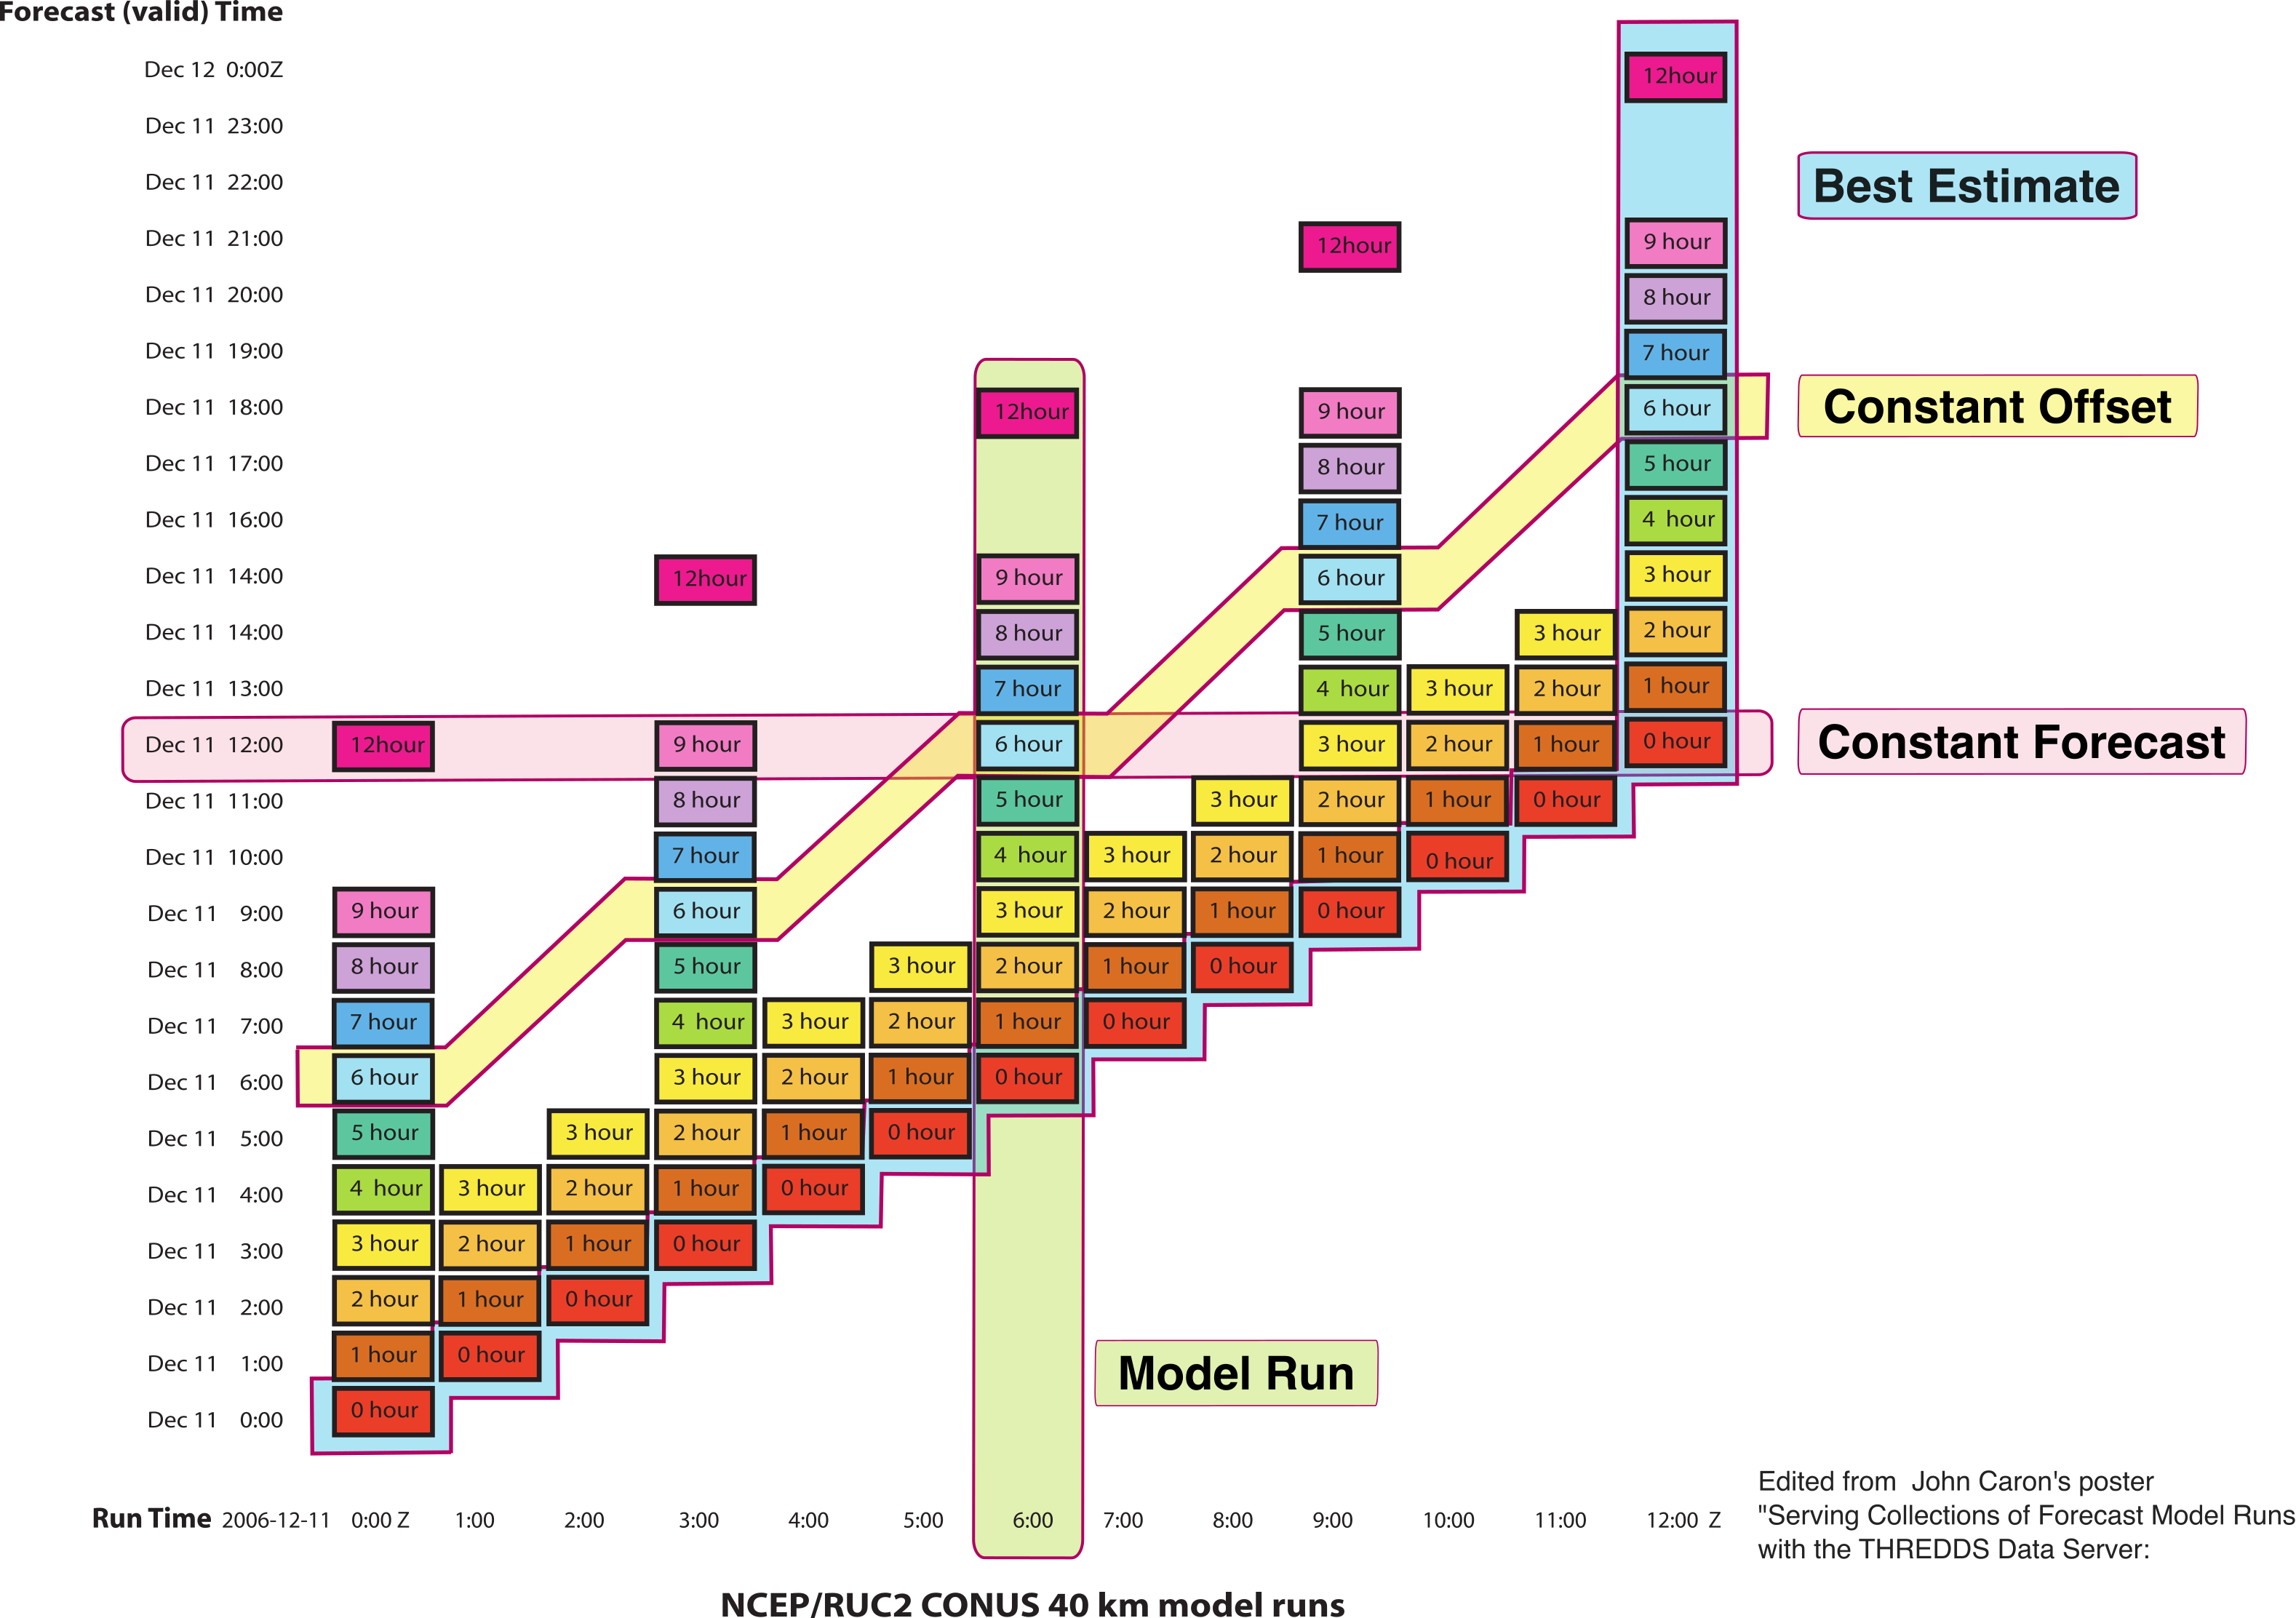 Forecast (valid) Time
Dec 12 0:00Z
12hour
Dec 11 23:00
Best Estimate
Dec 11 22:00
Dec 11 21:00
12hour
9 hour
Dec 11 20:00
8 hour
Dec 11 19:00
7 hour
Dec 11 18:00
12hour
9 hour
6 hour
Constant Offset
Dec 11 17:00
8 hour
5 hour
Dec 11 16:00
7 hour
4 hour
Dec 11 14:00
12hour
9 hour
6 hour
3 hour
Dec 11 14:00
8 hour
5 hour
3 hour
2 hour
Dec 11 13:00
7 hour
4 hour
3 hour
2 hour
1 hour
Dec 11 12:00
12hour
9 hour
6 hour
3 hour
2 hour
1 hour
0 hour
Constant Forecast
Dec 11 11:00
8 hour
5 hour
3 hour
2 hour
1 hour
0 hour
Dec 11 10:00
7 hour
4 hour
3 hour
2 hour
1 hour
0 hour
Dec 11 9:00
9 hour
6 hour
3 hour
2 hour
1 hour
0 hour
Dec 11 8:00
8 hour
5 hour
3 hour
2 hour
1 hour
0 hour
Dec 11 7:00
7 hour
4 hour
3 hour
2 hour
1 hour
0 hour
Dec 11 6:00
6 hour
3 hour
2 hour
1 hour
0 hour
Dec 11 5:00
5 hour
3 hour
2 hour
1 hour
0 hour
Dec 11 4:00
4 hour
3 hour
2 hour
1 hour
0 hour
Dec 11 3:00
3 hour
2 hour
1 hour
0 hour
Dec 11 2:00
2 hour
1 hour
0 hour
Dec 11 1:00
1 hour
0 hour
Model Run
Dec 11 0:00
0 hour
Run Time 2006-12-11 0:00 Z 1:00 2:00 3:00 4:00 5:00 6:00 7:00 8:00 9:00 10:00 11:00 12:00 Z
Edited from John Caron's poster
"Serving Collections of Forecast Model Runs
with the THREDDS Data Server:
NCEP/RUC2 CONUS 40 km model runs